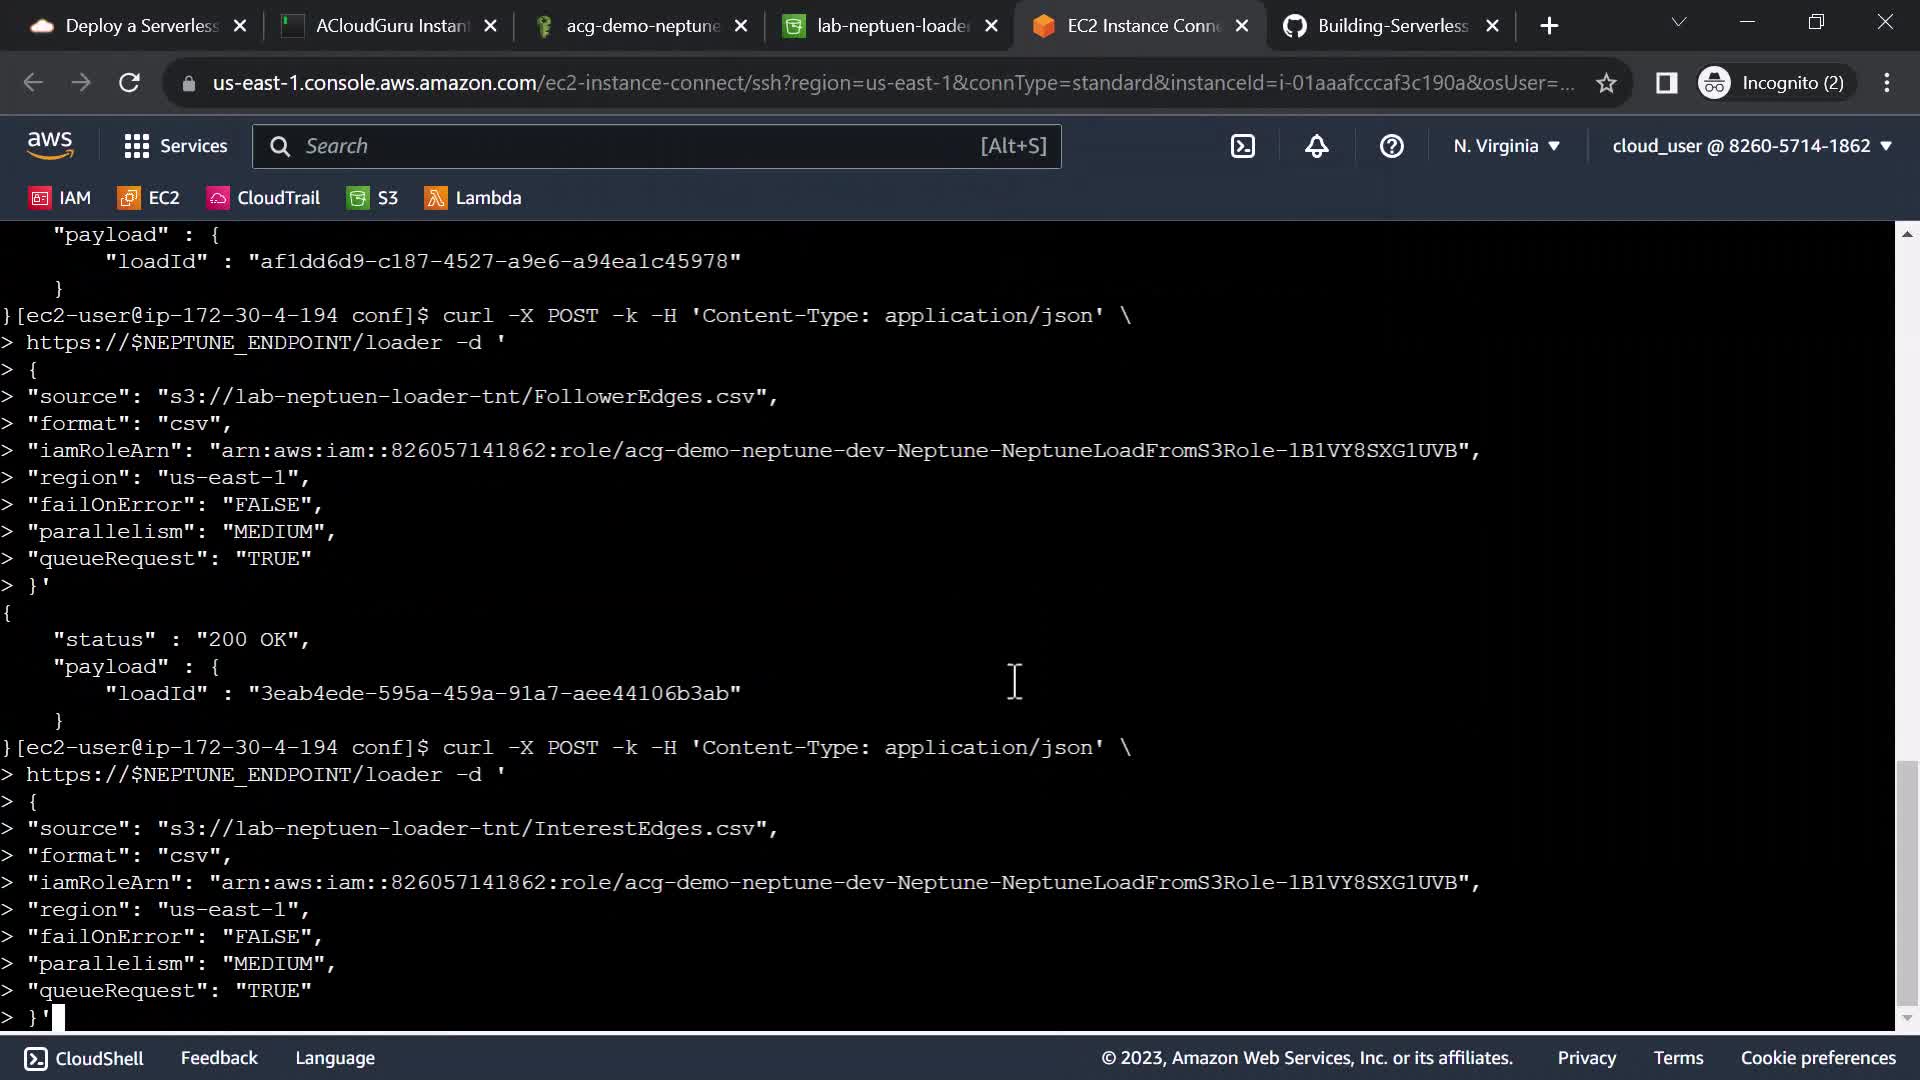 Deploy a Serverless
ACloudGuru Instan
acg-demo-neptune
lab-neptuen-loader
EC2 Instance Conn
Building-Serverless
us-east-1.console.aws.amazon.com/ec2-instance-connect/ssh?region=us-east-1&connType=standard&instanceId=i-01aaafcccaf3c190a&osUser=...
Incognito (2)
aws
Services
Search
[Alt+S]
N. Virginia
cloud_user @ 8260-5714-1862
IAM
EC2
CloudTrail
S3
Lambda
"payload" : {
"loadId" : "af1dd6d9-c187-4527-a9e6-a94ea1c45978"
}
}[ec2-user@ip-172-30-4-194 conf]$ curl -X POST -k -H 'Content-Type: application/json' \
> https://$NEPTUNE_ENDPOINT/loader -d '
> {
> "source": "s3://lab-neptuen-loader-tnt/FollowerEdges.csv",
> "format": "csv",
> "iamRoleArn": "arn:aws:iam::826057141862:role/acg-demo-neptune-dev-Neptune-NeptuneLoadFromS3Role-1B1VY8SXG1UVB",
> "region": "us-east-1",
> "failOnError": "FALSE",
> "parallelism": "MEDIUM",
> "queueRequest": "TRUE"
> }'
{
"status" : "200 OK",
"payload" : {
"loadId" : "3eab4ede-595a-459a-91a7-aee44106b3ab"
}
}[ec2-user@ip-172-30-4-194 conf]$ curl -X POST -k -H 'Content-Type: application/json' \
> https://$NEPTUNE_ENDPOINT/loader -d '
> {
> "source": "s3://lab-neptuen-loader-tnt/InterestEdges.csv",
> "format": "csv",
> "iamRoleArn": "arn:aws:iam::826057141862:role/acg-demo-neptune-dev-Neptune-NeptuneLoadFromS3Role-1B1VY8SXG1UVB",
> "region": "us-east-1",
> "failOnError": "FALSE",
> "parallelism": "MEDIUM",
> "queueRequest": "TRUE"
> }'
CloudShell
Feedback
Language
© 2023, Amazon Web Services, Inc. or its affiliates.
Privacy
Terms
Cookie preferences